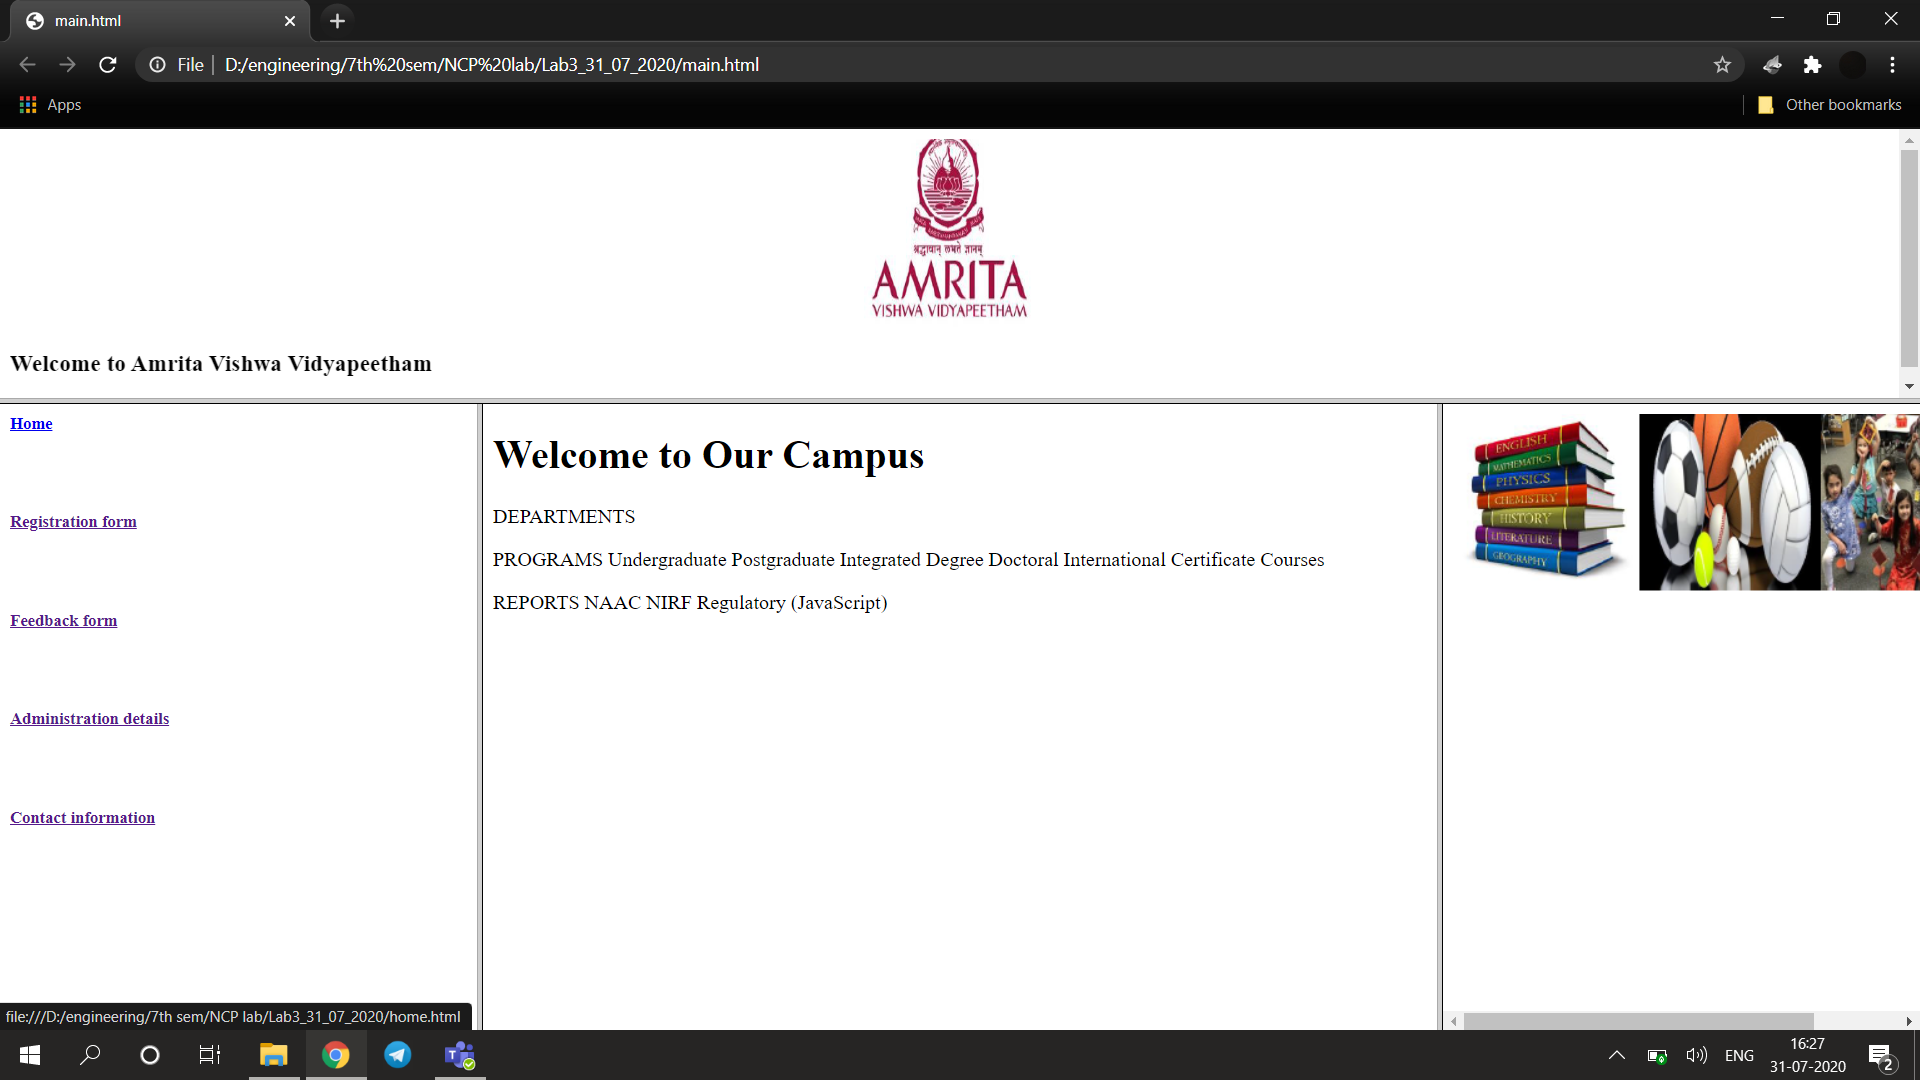 main.html
File
D:/engineering/7th%20sem/NCP%20lab/Lab3_31_07_2020/main.html
Apps
Other bookmarks
श्रद्धावान् लभते ज्ञानम्
AMRITA
VISHWA VIDYAPEETHAM
Welcome to Amrita Vishwa Vidyapeetham
Home
Registration form
Feedback form
Administration details
Contact information
Welcome to Our Campus
DEPARTMENTS
PROGRAMS Undergraduate Postgraduate Integrated Degree Doctoral International Certificate Courses
REPORTS NAAC NIRF Regulatory (JavaScript)
ENGLISH
MATHEMATICS
PHYSICS
CHEMISTRY
HISTORY
LITERATURE
GEOGRAPHY
file:///D:/engineering/7th sem/NCP lab/Lab3_31_07_2020/home.html
ENG
16:27
31-07-2020
2